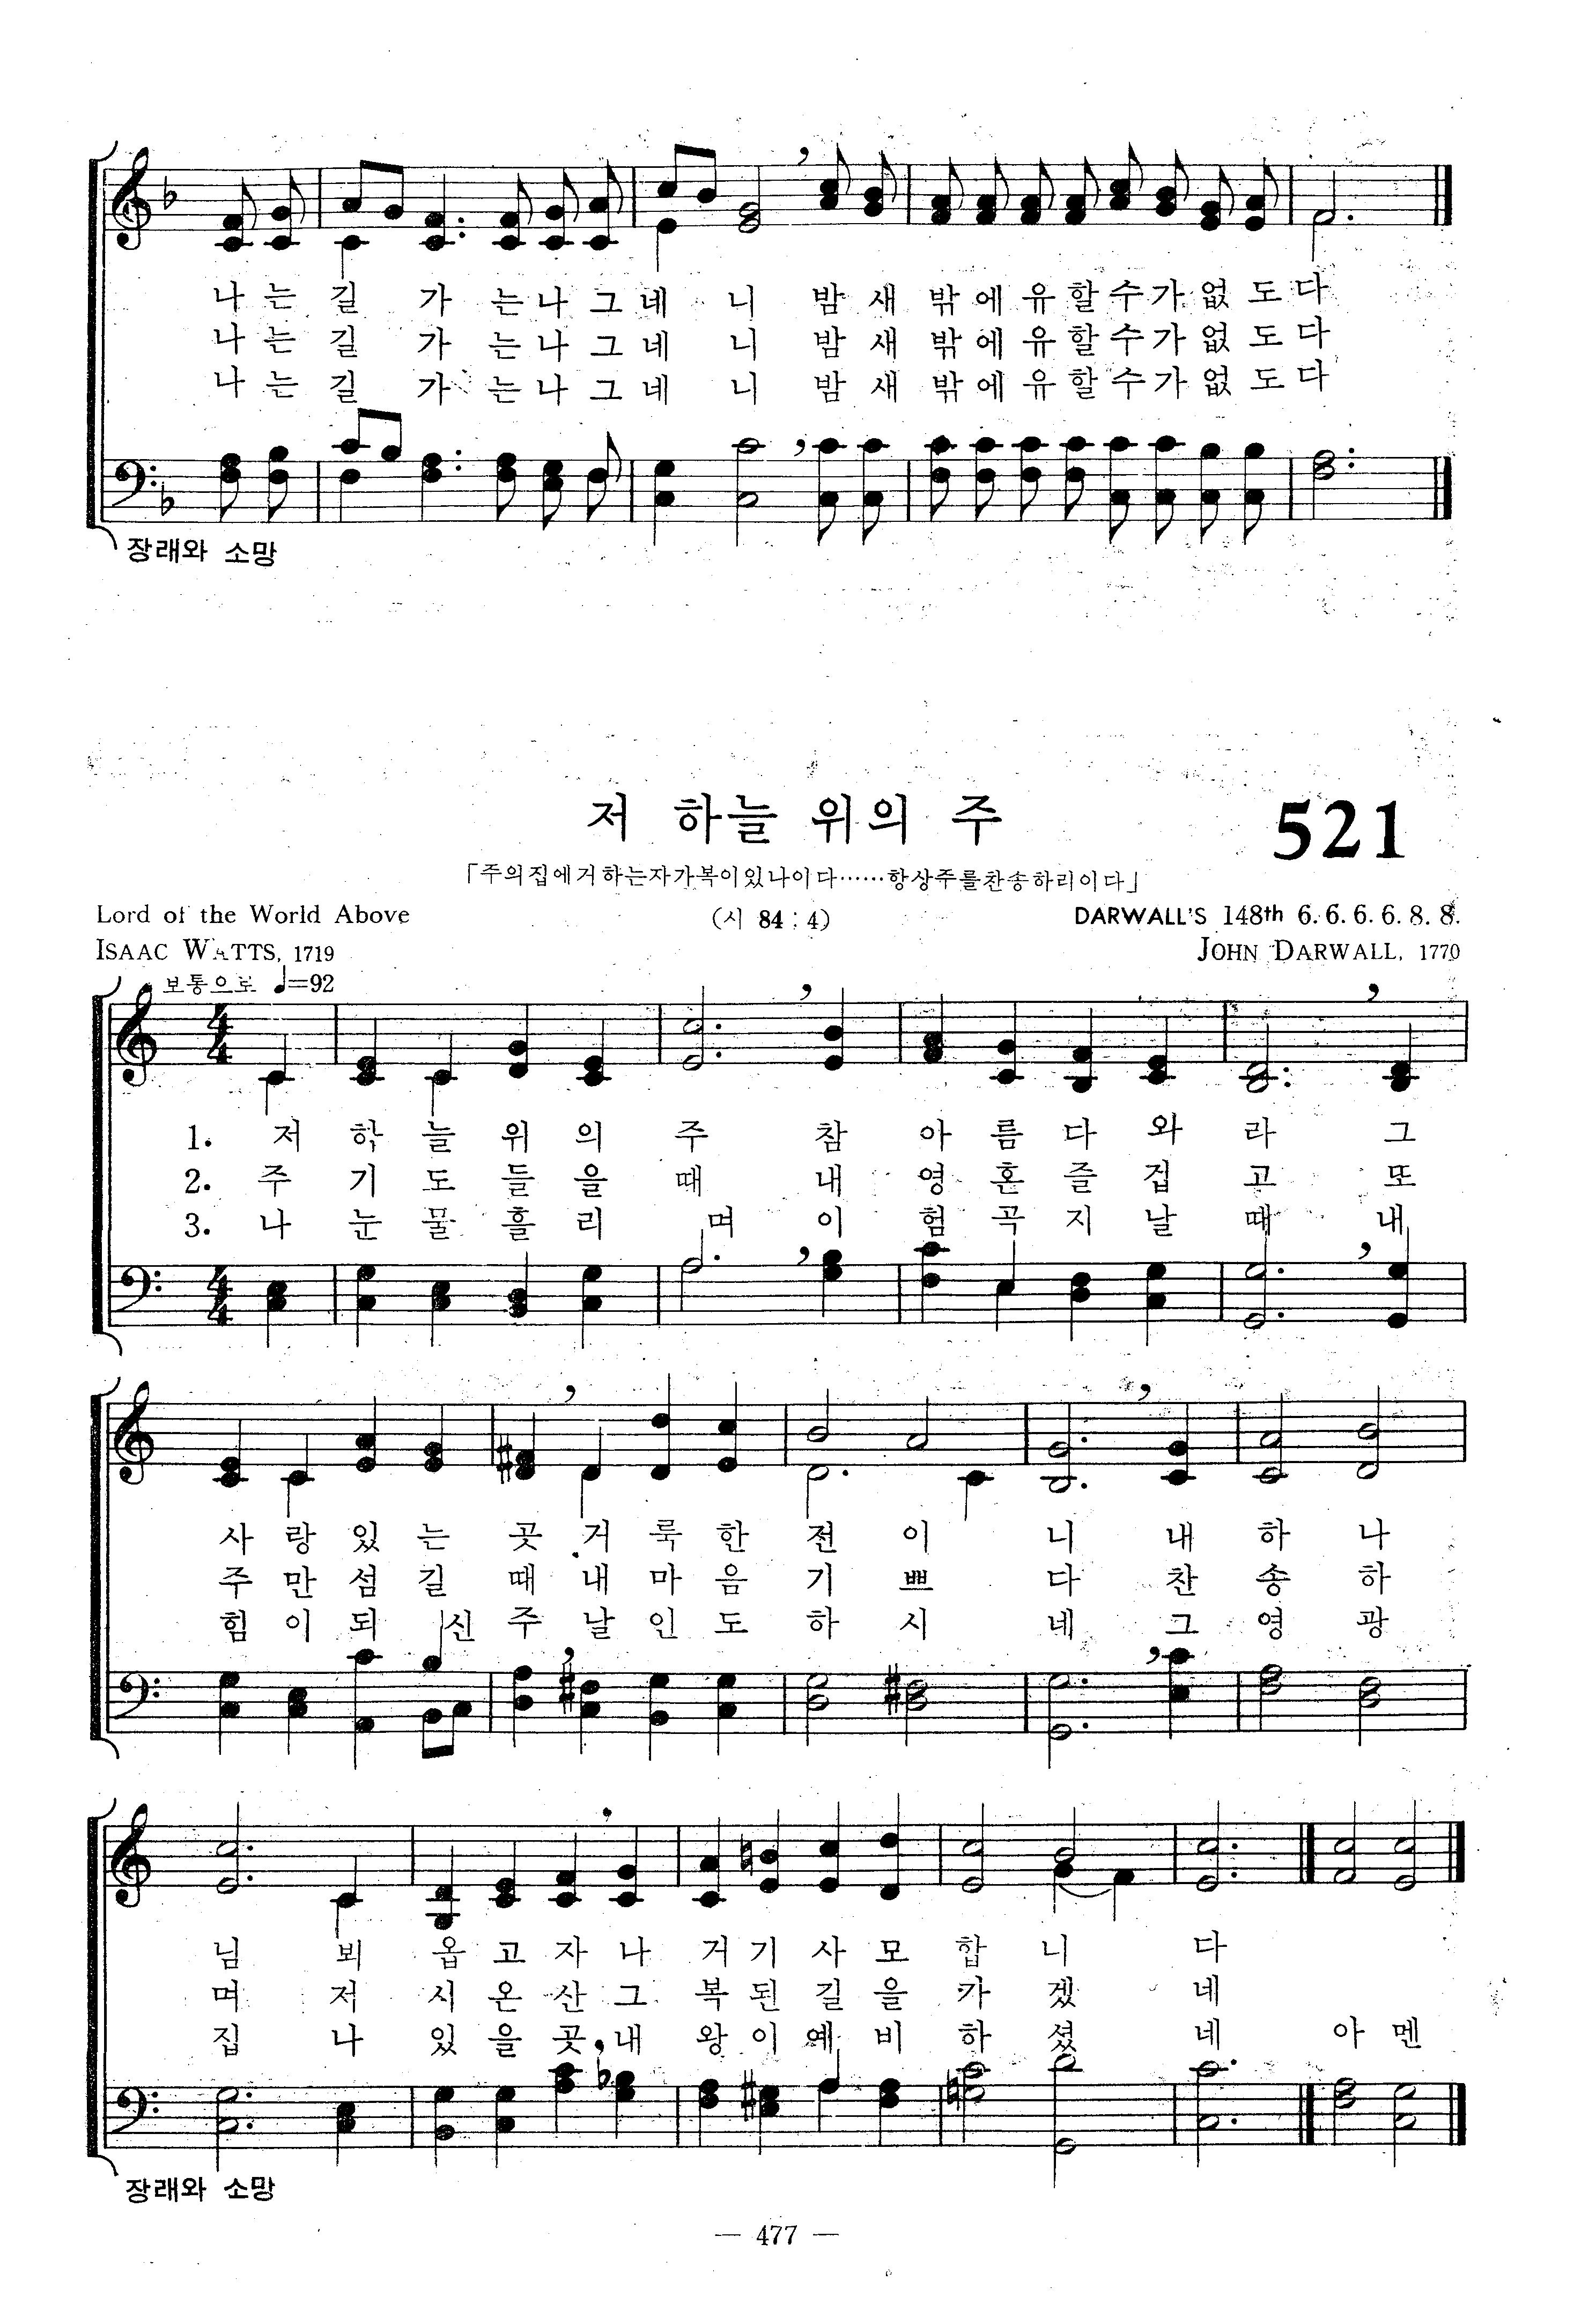 나 는 길 가 는 나 그 네 니 밤 새 밖 에 유 할 수 가 없 도 다
나 는 길 가 는 나 그 네 니 밤 새 밖 에 유 할 수 가 없 도 다
나 는 길 가 는 나 그 네 니 밤 새 밖 에 유 할 수 가 없 도 다
장래와 소망
저 하늘 위의 주
521
「주의집에거하는자가복이있나이다……항상주를찬송하리이다」
Lord of the World Above
(시 84 : 4)
DARWALL'S 148th 6. 6. 6. 6. 8. 8.
ISAAC WATTS, 1719
JOHN DARWALL, 1770
보통으로 ♩=92
1. 저 하 늘 위 의 주 참 아 름 다 와 라 그
2. 주 기 도 들 을 때 내 영 혼 즐 겁 고 또
3. 나 눈 물 흘 리 며 이 험 곡 지 날 때 내
사 랑 있 는 곳 거 룩 한 전 이 니 내 하 나
주 만 섬 길 때 내 마 음 기 쁘 다 찬 송 하
힘 이 되 신 주 날 인 도 하 시 네 그 영 광
님 뵈 옵 고 자 나 거 기 사 모 합 니 다
며 저 시 온 산 그 복 된 길 을 가 겠 네
집 나 있 을 곳 내 왕 이 예 비 하 셨 네 아 멘
장래와 소망
— 477 —